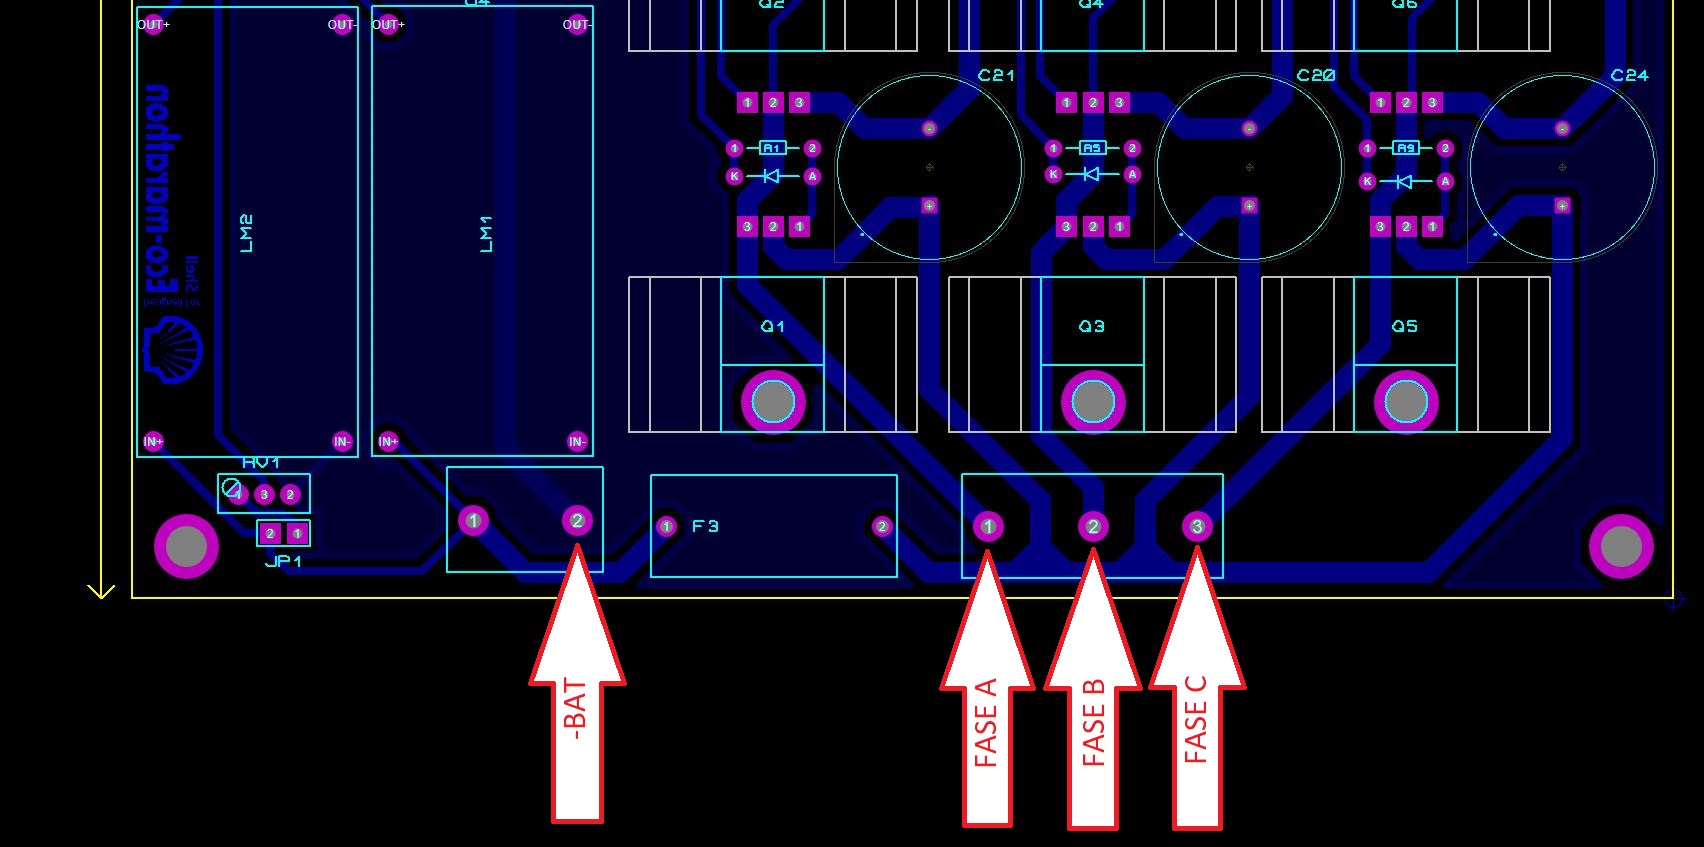 Q4
Q2
Q4
Q6
OUT+
OUT-
OUT+
OUT-
C21
C20
C24
1 2 3
1 2 3
1 2 3
-
-
-
1 R1 2
1 R5 2
1 R9 2
K A
K A
K A
+
+
+
3 2 1
3 2 1
3 2 1
Eco-marathon
Designed for
Shell
LM2
LM1
Q1
Q3
Q5
IN+
IN-
IN+
IN-
RV1
1 3 2
2 1
JP1
1
2
1
F3
2
1
2
3
-BAT
FASE A
FASE B
FASE C